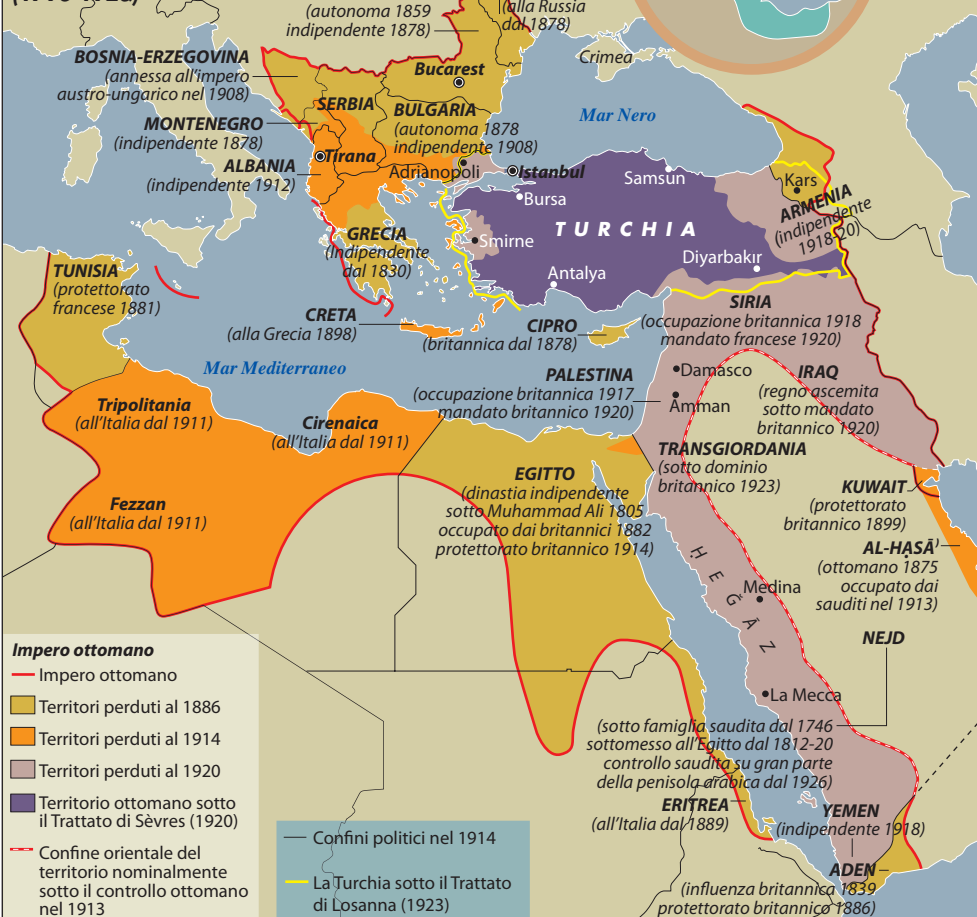 (autonoma 1859
indipendente 1878)
(alla Russia
dal 1878)
BOSNIA-ERZEGOVINA
(annessa all'impero
austro-ungarico nel 1908)
MONTENEGRO
(indipendente 1878)
ALBANIA
(indipendente 1912)
SERBIA
Bucarest
BULGARIA
(autonoma 1878
indipendente 1908)
Tirana
Adrianopoli
Istanbul
Crimea
Mar Nero
Samsun
Bursa
TURCHIA
Smirne
Antalya
Diyarbakır
Kars
ARMENIA
(indipendente
1918-20)
GRECIA
(indipendente
dal 1830)
TUNISIA
(protettorato
francese 1881)
CRETA
(alla Grecia 1898)
CIPRO
(britannica dal 1878)
SIRIA
(occupazione britannica 1918
mandato francese 1920)
Mar Mediterraneo
PALESTINA
(occupazione britannica 1917
mandato britannico 1920)
Damasco
Amman
IRAQ
(regno ascemita
sotto mandato
britannico 1920)
Tripolitania
(all'Italia dal 1911)
Cirenaica
(all'Italia dal 1911)
Fezzan
(all'Italia dal 1911)
EGITTO
(dinastia indipendente
sotto Muhammad Ali 1805
occupato dai britannici 1882
protettorato britannico 1914)
TRANSGIORDANIA
(sotto dominio
britannico 1923)
KUWAIT
(protettorato
britannico 1899)
AL-HASĀ)
(ottomano 1875
occupato dai
sauditi nel 1913)
ḤEǦĀZ
Medina
La Mecca
NEJD
(sotto famiglia saudita dal 1746
sottomesso all'Egitto dal 1812-20
controllo saudita su gran parte
della penisola arabica dal 1926)
ERITREA
(all'Italia dal 1889)
YEMEN
(indipendente 1918)
ADEN
(influenza britannica 1839
protettorato britannico 1886)
Impero ottomano
Impero ottomano
Territori perduti al 1886
Territori perduti al 1914
Territori perduti al 1920
Territorio ottomano sotto
il Trattato di Sèvres (1920)
Confine orientale del
territorio nominalmente
sotto il controllo ottomano
nel 1913
Confini politici nel 1914
La Turchia sotto il Trattato
di Losanna (1923)